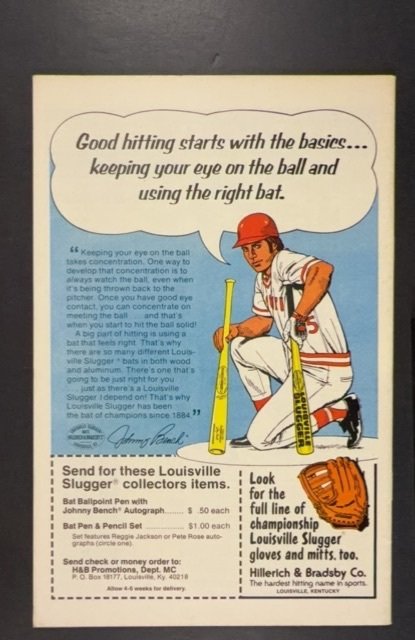 Good hitting starts with the basics...
keeping your eye on the ball and
using the right bat.
“Keeping your eye on the ball
takes concentration. One way to
develop that concentration is to
always watch the ball, even when
it's being thrown back to the
pitcher. Once you have good eye
contact, you can concentrate on
meeting the ball . . . and that's
when you start to hit the ball solid!
A big part of hitting is using a
bat that feels right. That's why
there are so many different Louis-
ville Slugger® bats in both wood
and aluminum. There's one that's
going to be just right for you
. . . just as there's a Louisville
Slugger I depend on! That's why
Louisville Slugger has been
the bat of champions since 1884.”
Johnny Bench
5
LOUISVILLE
SLUGGER
Send for these Louisville
Slugger® collectors items.
Bat Ballpoint Pen with
Johnny Bench® Autograph........ $ .50 each
Bat Pen & Pencil Set .................. $1.00 each
Set features Reggie Jackson or Pete Rose auto-
graphs (circle one).
Send check or money order to:
H&B Promotions, Dept. MC
P. O. Box 18177, Louisville, Ky. 40218
Allow 4-6 weeks for delivery.
Look
for the
full line of
championship
Louisville Slugger®
gloves and mitts, too.
Hillerich & Bradsby Co.
The hardest hitting name in sports.
LOUISVILLE, KENTUCKY